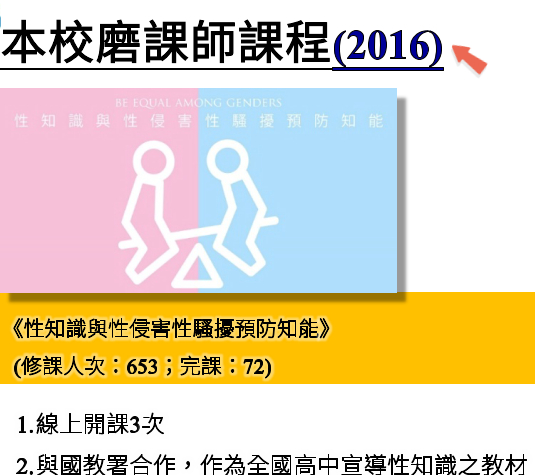 本校磨課師課程(2016)
BE EQUAL AMONG GENDERS
性知識與性侵害性騷擾預防知能
《性知識與性侵害性騷擾預防知能》
(修課人次：653；完課：72)
1.線上開課3次
2.與國教署合作，作為全國高中宣導性知識之教材